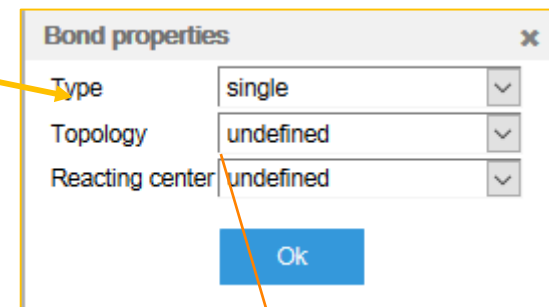 Bond properties
Type single
Topology undefined
Reacting center undefined
Ok